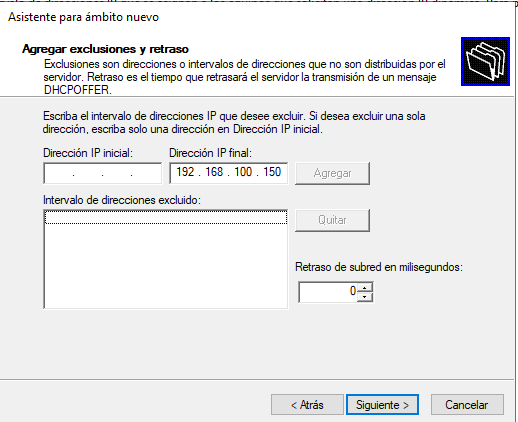 Asistente para ámbito nuevo
Agregar exclusiones y retraso
Exclusiones son direcciones o intervalos de direcciones que no son distribuidas por el
servidor. Retraso es el tiempo que retrasará el servidor la transmisión de un mensaje
DHCPOFFER.
Escriba el intervalo de direcciones IP que desee excluir. Si desea excluir una sola
dirección, escriba solo una dirección en Dirección IP inicial.
Dirección IP inicial: Dirección IP final:
. . . 192 . 168 . 100 . 150 Agregar
Intervalo de direcciones excluido:
Quitar
Retraso de subred en milisegundos:
0
< Atrás Siguiente > Cancelar